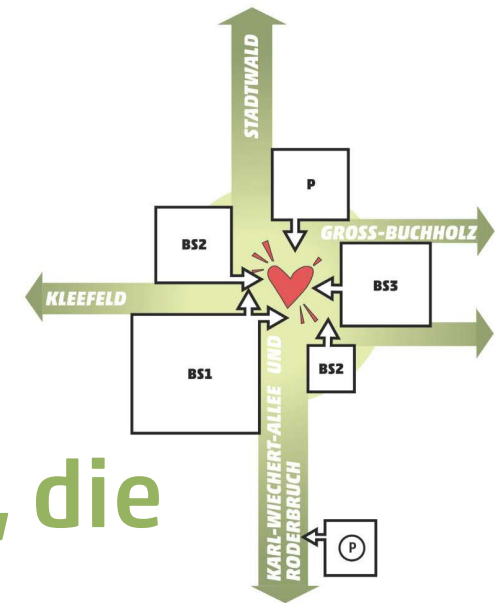 STADTWALD
P
GROSS-BUCHHOLZ
BS2
BS3
KLEEFELD
BS1
BS2
KARL-WIECHERT-ALLEE UND
RODERBRUCH
, die
P